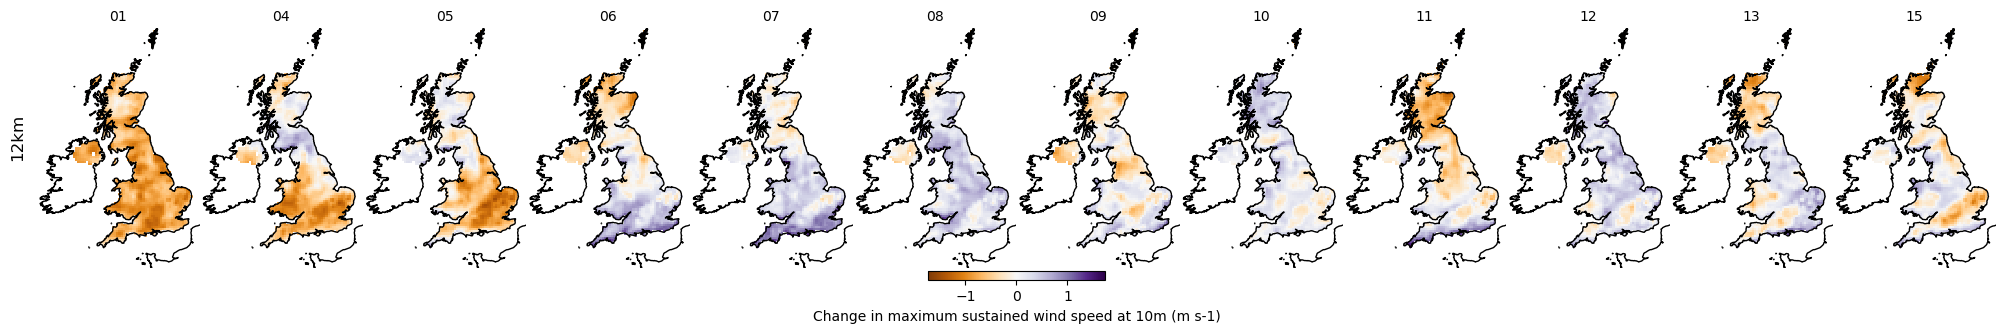 01 04 05 06 07 08 09 10 11 12 13 15
12km
−1 0 1
Change in maximum sustained wind speed at 10m (m s-1)